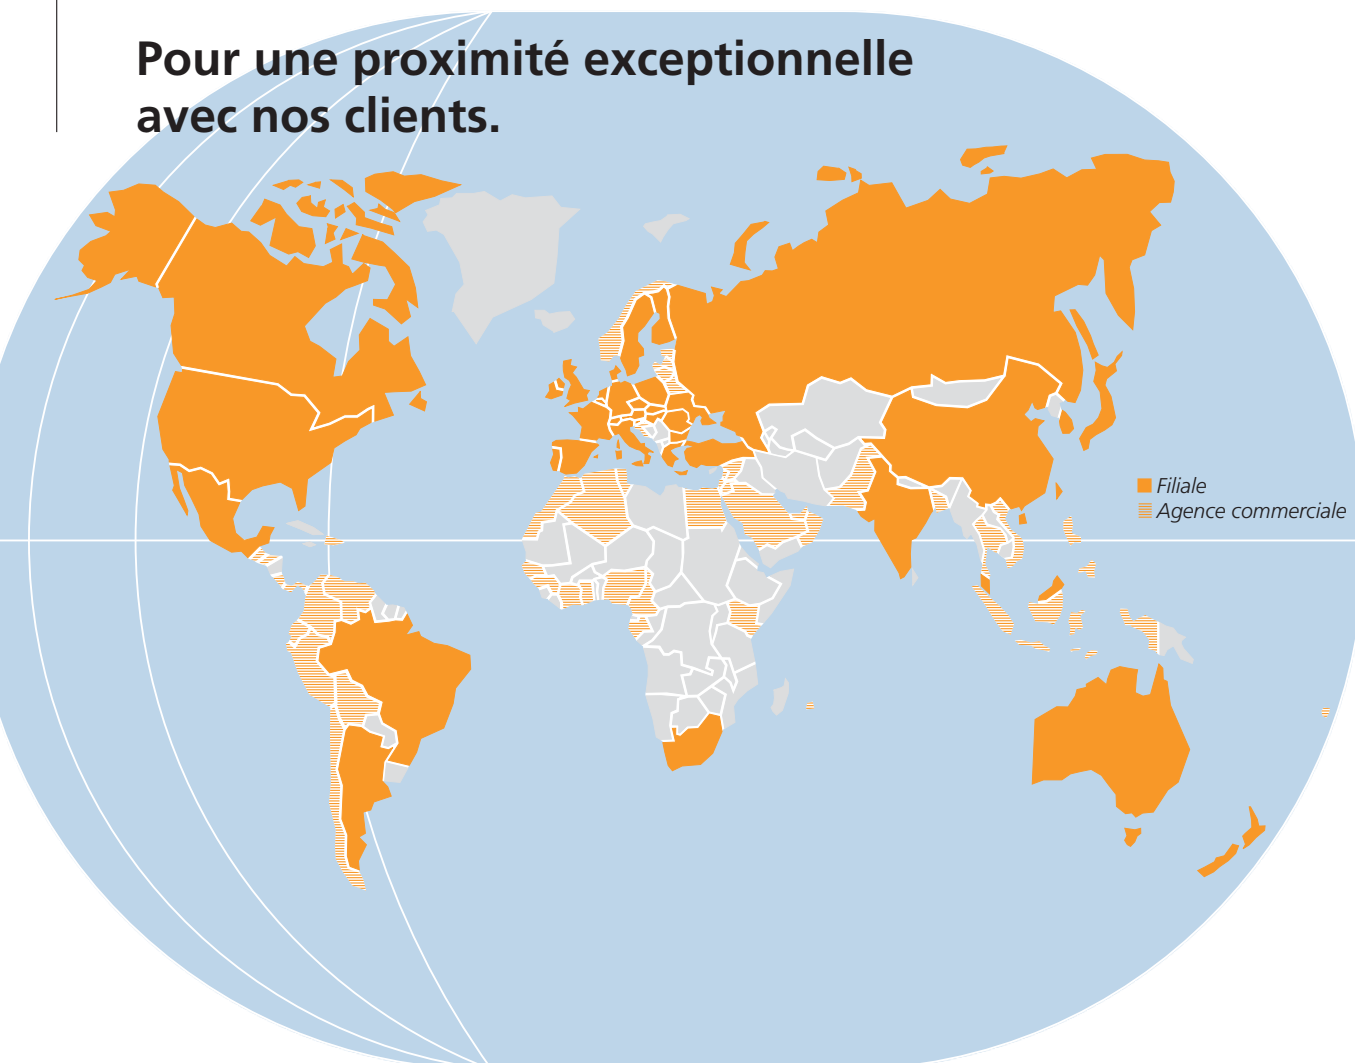 Pour une proximité exceptionnelle
avec nos clients.
Filiale
Agence commerciale